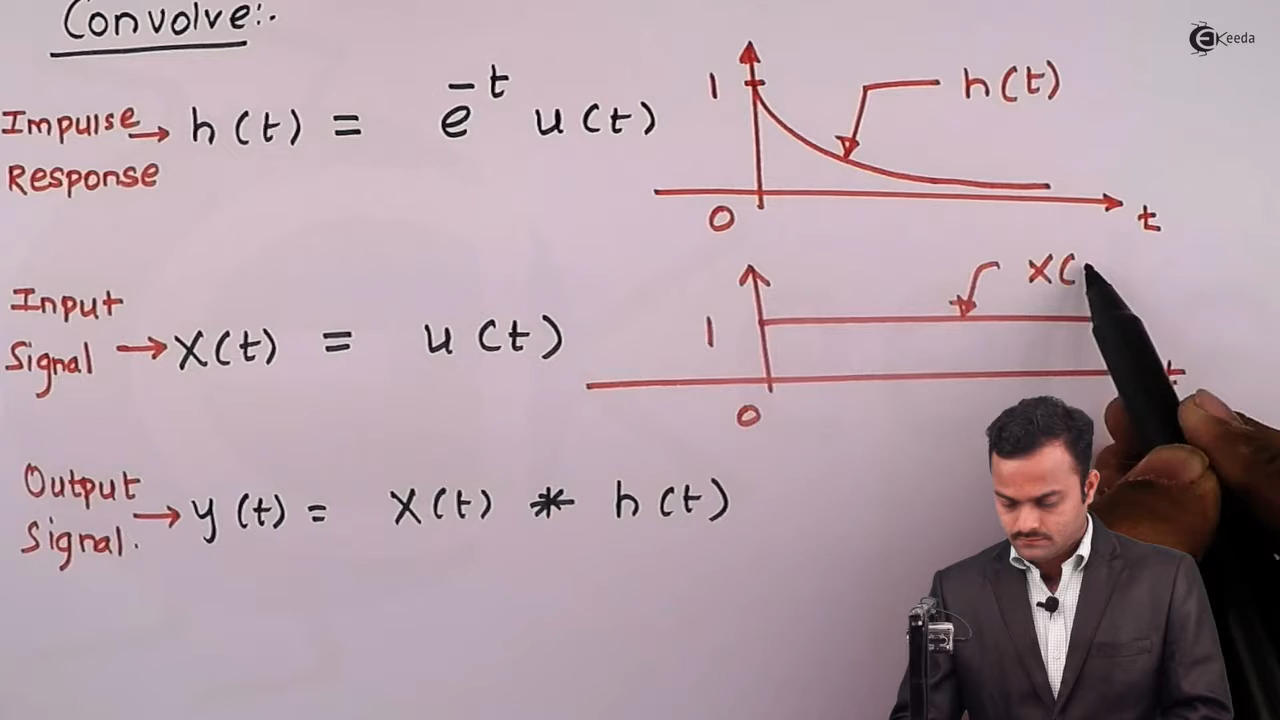 Convolve:-
Impulse Response → h(t) = e^-t u(t)
1
h(t)
0
t
Input Signal → x(t) = u(t)
x(
1
t
0
Output Signal. → y(t) = x(t) * h(t)
EKeeda